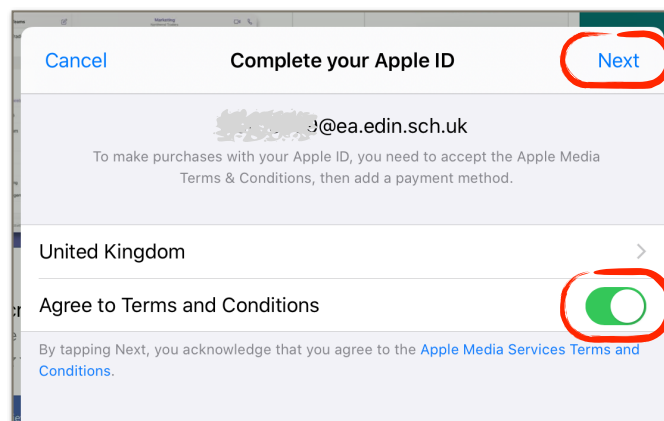 Marketing
Cancel
Complete your Apple ID
Next
@ea.edin.sch.uk
To make purchases with your Apple ID, you need to accept the Apple Media
Terms & Conditions, then add a payment method.
United Kingdom
Agree to Terms and Conditions
By tapping Next, you acknowledge that you agree to the Apple Media Services Terms and
Conditions.